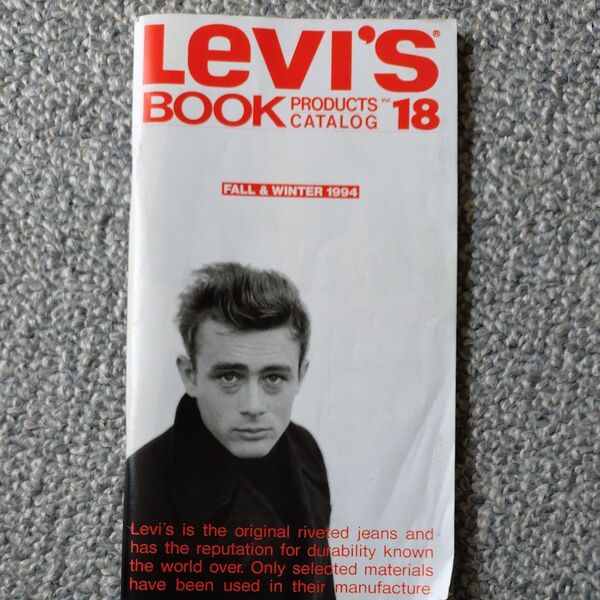 Levi's®
BOOK PRODUCTS CATALOG Vol. 18
FALL & WINTER 1994
Levi's is the original riveted jeans and
has the reputation for durability known
the world over. Only selected materials
have been used in their manufacture.